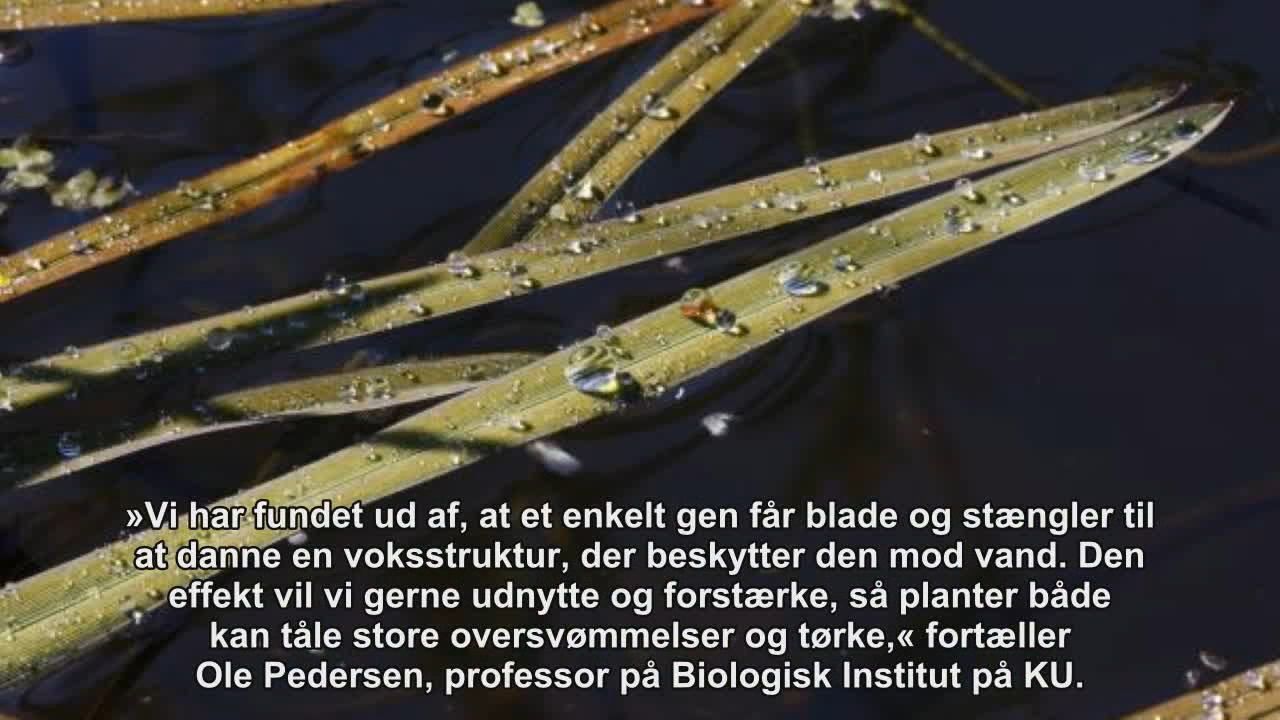 »Vi har fundet ud af, at et enkelt gen får blade og stængler til
at danne en voksstruktur, der beskytter den mod vand. Den
effekt vil vi gerne udnytte og forstærke, så planter både
kan tåle store oversvømmelser og tørke,« fortæller
Ole Pedersen, professor på Biologisk Institut på KU.